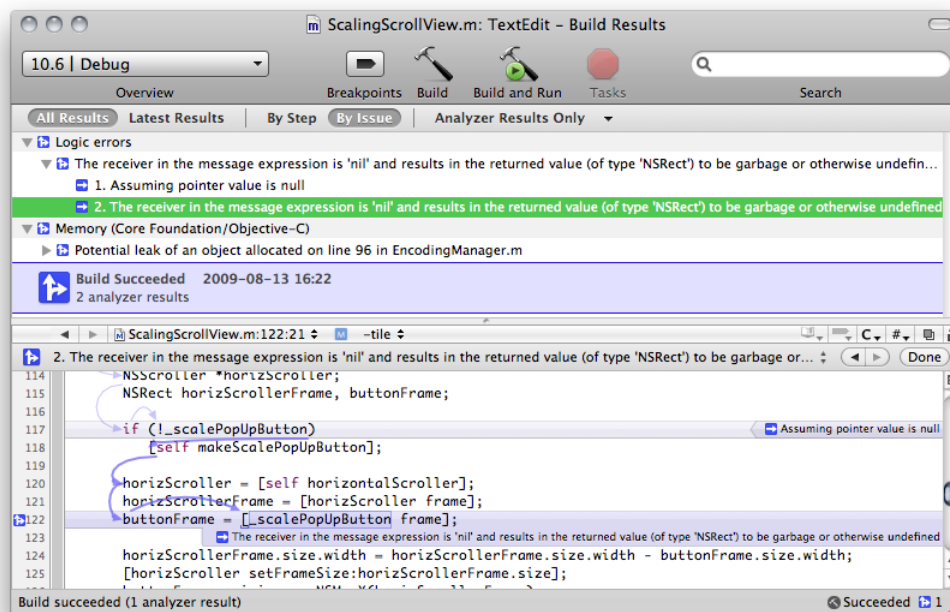 ScalingScrollView.m: TextEdit – Build Results
10.6 | Debug
Overview
Breakpoints Build Build and Run Tasks
Search
All Results Latest Results By Step By Issue Analyzer Results Only
Logic errors
The receiver in the message expression is 'nil' and results in the returned value (of type 'NSRect') to be garbage or otherwise undefin...
1. Assuming pointer value is null
2. The receiver in the message expression is 'nil' and results in the returned value (of type 'NSRect') to be garbage or otherwise undefined
Memory (Core Foundation/Objective-C)
Potential leak of an object allocated on line 96 in EncodingManager.m
Build Succeeded 2009-08-13 16:22
2 analyzer results
ScalingScrollView.m:122:21 M -tile C #
2. The receiver in the message expression is 'nil' and results in the returned value (of type 'NSRect') to be garbage or... Done
114 NSScroller *horizScroller;
115 NSRect horizScrollerFrame, buttonFrame;
116
117 if (!_scalePopUpButton) Assuming pointer value is null
118 [self makeScalePopUpButton];
119
120 horizScroller = [self horizontalScroller];
121 horizScrollerFrame = [horizScroller frame];
122 buttonFrame = [_scalePopUpButton frame];
123 The receiver in the message expression is 'nil' and results in the returned value (of type 'NSRect') to be garbage or otherwise undefined
124 horizScrollerFrame.size.width = horizScrollerFrame.size.width - buttonFrame.size.width;
125 [horizScroller setFrameSize:horizScrollerFrame.size];
Build succeeded (1 analyzer result) Succeeded 1